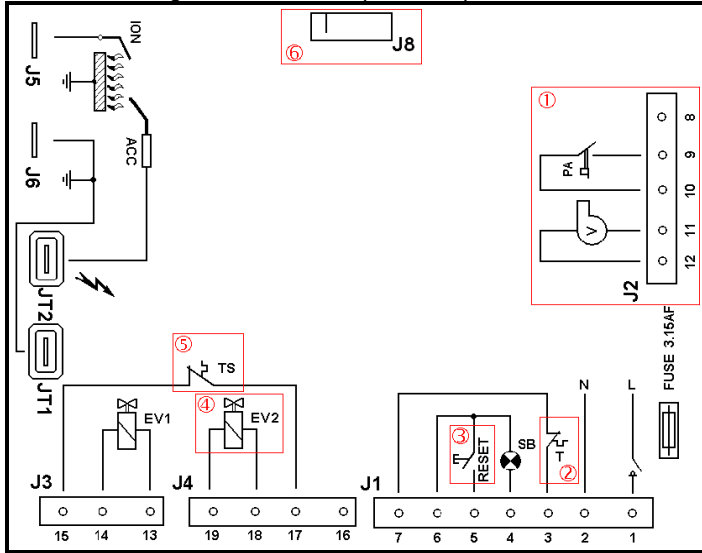 ⑥
J8
ION
J5
ACC
J6
JT2
JT1
①
8
9
PA
10
11
V
12
J2
FUSE 3.15AF
⑤
TS
④
EV1
EV2
③
RESET
SB
②
T
N
L
J3
J4
J1
15
14
13
19
18
17
16
7
6
5
4
3
2
1